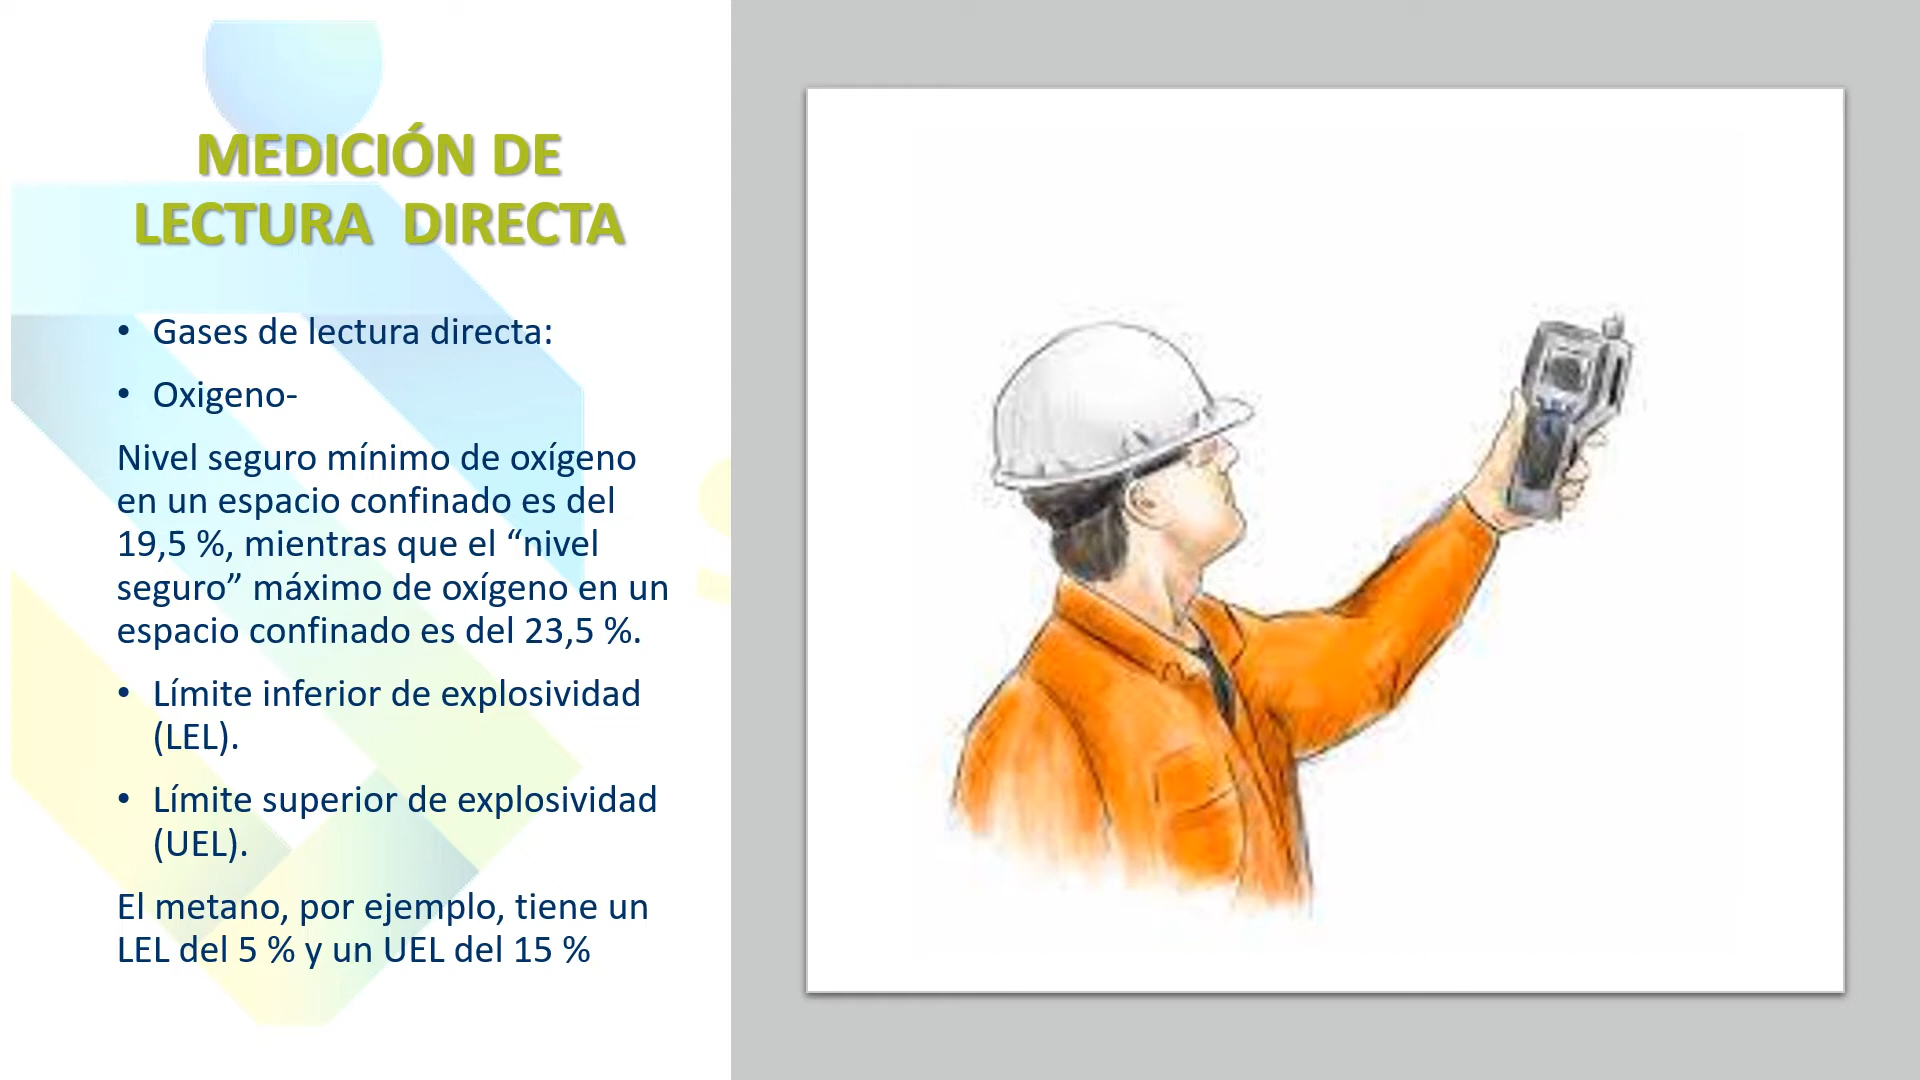 MEDICIÓN DE
LECTURA DIRECTA
• Gases de lectura directa:
• Oxigeno-
Nivel seguro mínimo de oxígeno
en un espacio confinado es del
19,5 %, mientras que el “nivel
seguro” máximo de oxígeno en un
espacio confinado es del 23,5 %.
• Límite inferior de explosividad
(LEL).
• Límite superior de explosividad
(UEL).
El metano, por ejemplo, tiene un
LEL del 5 % y un UEL del 15 %